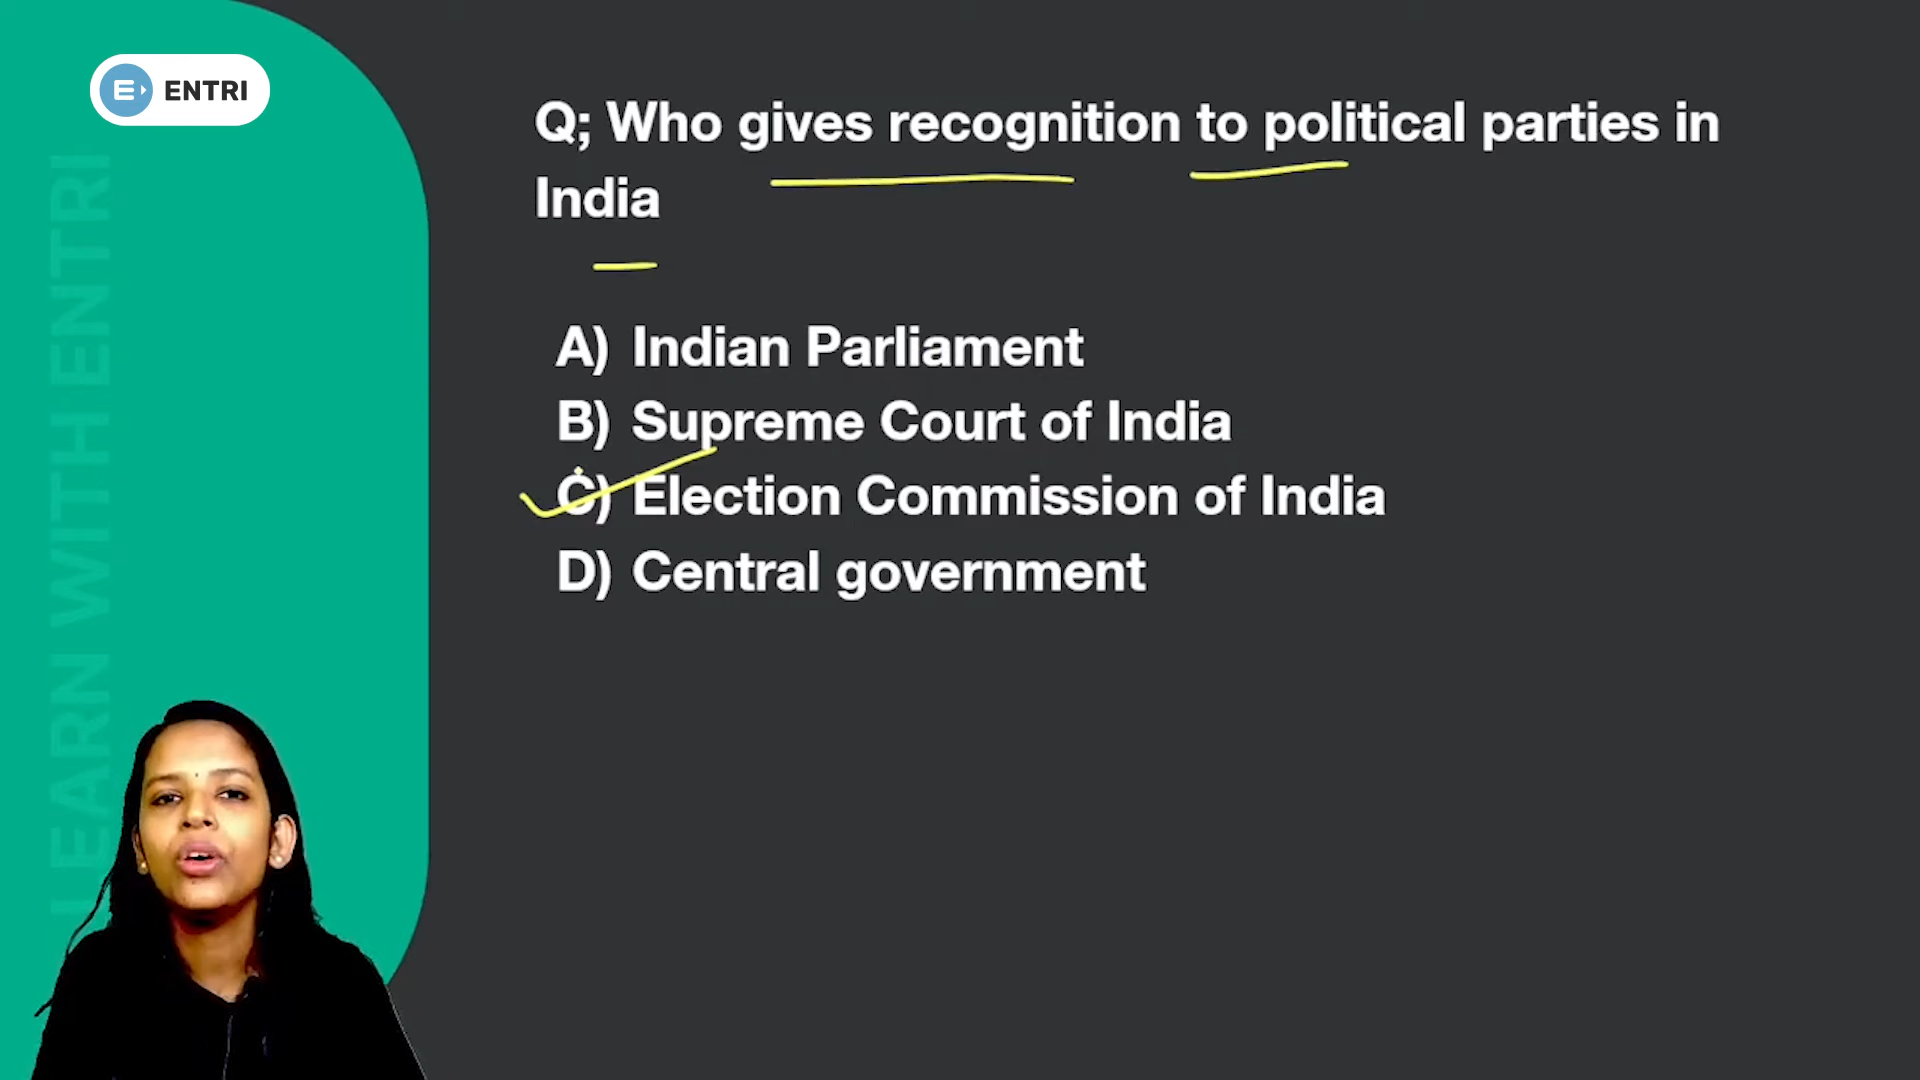 ENTRI
LEARN WITH ENTRI
Q; Who gives recognition to political parties in
India
A) Indian Parliament
B) Supreme Court of India
C) Election Commission of India
D) Central government